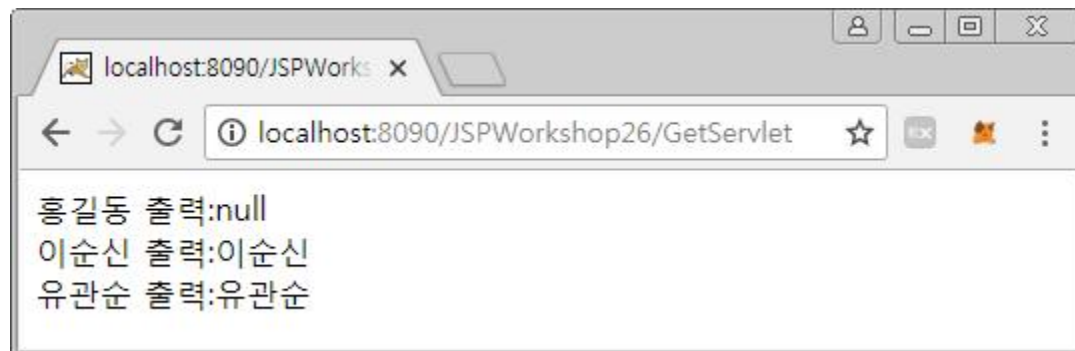 localhost:8090/JSPWorks
localhost:8090/JSPWorkshop26/GetServlet
홍길동 출력:null
이순신 출력:이순신
유관순 출력:유관순